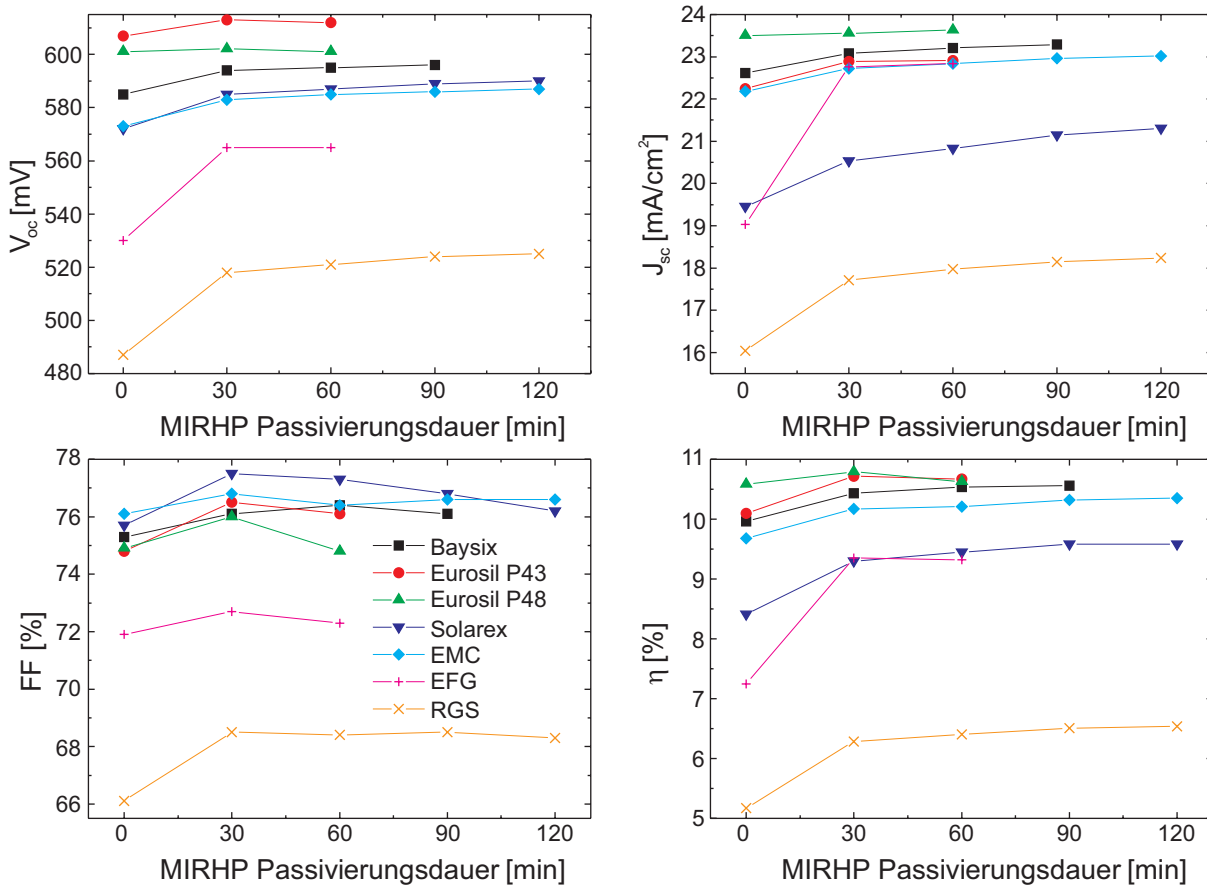 V_oc [mV]
600
580
560
540
520
500
480
0 30 60 90 120
MIRHP Passivierungsdauer [min]
J_sc [mA/cm²]
24
23
22
21
20
19
18
17
16
0 30 60 90 120
MIRHP Passivierungsdauer [min]
FF [%]
78
76
74
72
70
68
66
Baysix
Eurosil P43
Eurosil P48
Solarex
EMC
EFG
RGS
0 30 60 90 120
MIRHP Passivierungsdauer [min]
η [%]
11
10
9
8
7
6
5
0 30 60 90 120
MIRHP Passivierungsdauer [min]